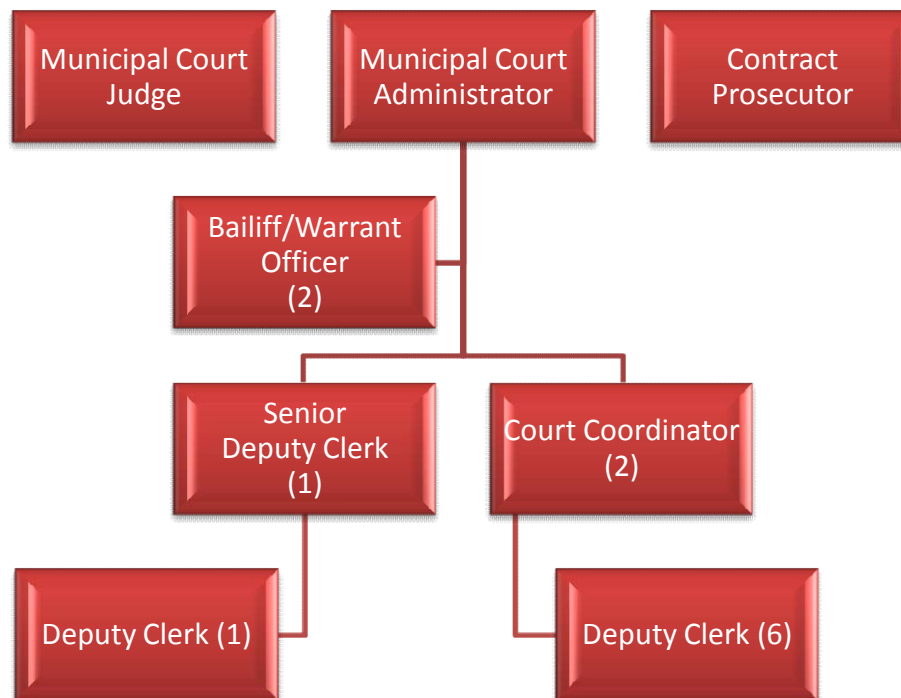 Municipal Court
Judge
Municipal Court
Administrator
Contract
Prosecutor
Bailiff/Warrant
Officer
(2)
Senior
Deputy Clerk
(1)
Court Coordinator
(2)
Deputy Clerk (1)
Deputy Clerk (6)